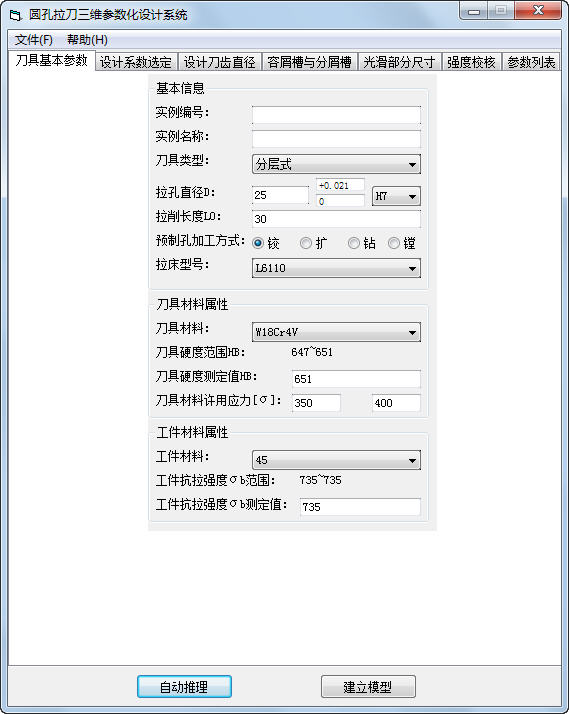 圆孔拉刀三维参数化设计系统
文件(F) 帮助(H)
刀具基本参数 设计系数选定 设计刀齿直径 容屑槽与分屑槽 光滑部分尺寸 强度校核 参数列表
基本信息
实例编号:
实例名称:
刀具类型: 分层式
拉孔直径D: 25 +0.021 0 H7
拉削长度L0: 30
预制孔加工方式: 铰 扩 钻 镗
拉床型号: L6110
刀具材料属性
刀具材料: W18Cr4V
刀具硬度范围HB: 647~651
刀具硬度测定值HB: 651
刀具材料许用应力[σ]: 350 400
工件材料属性
工件材料: 45
工件抗拉强度σb范围: 735~735
工件抗拉强度σb测定值: 735
自动推理 建立模型